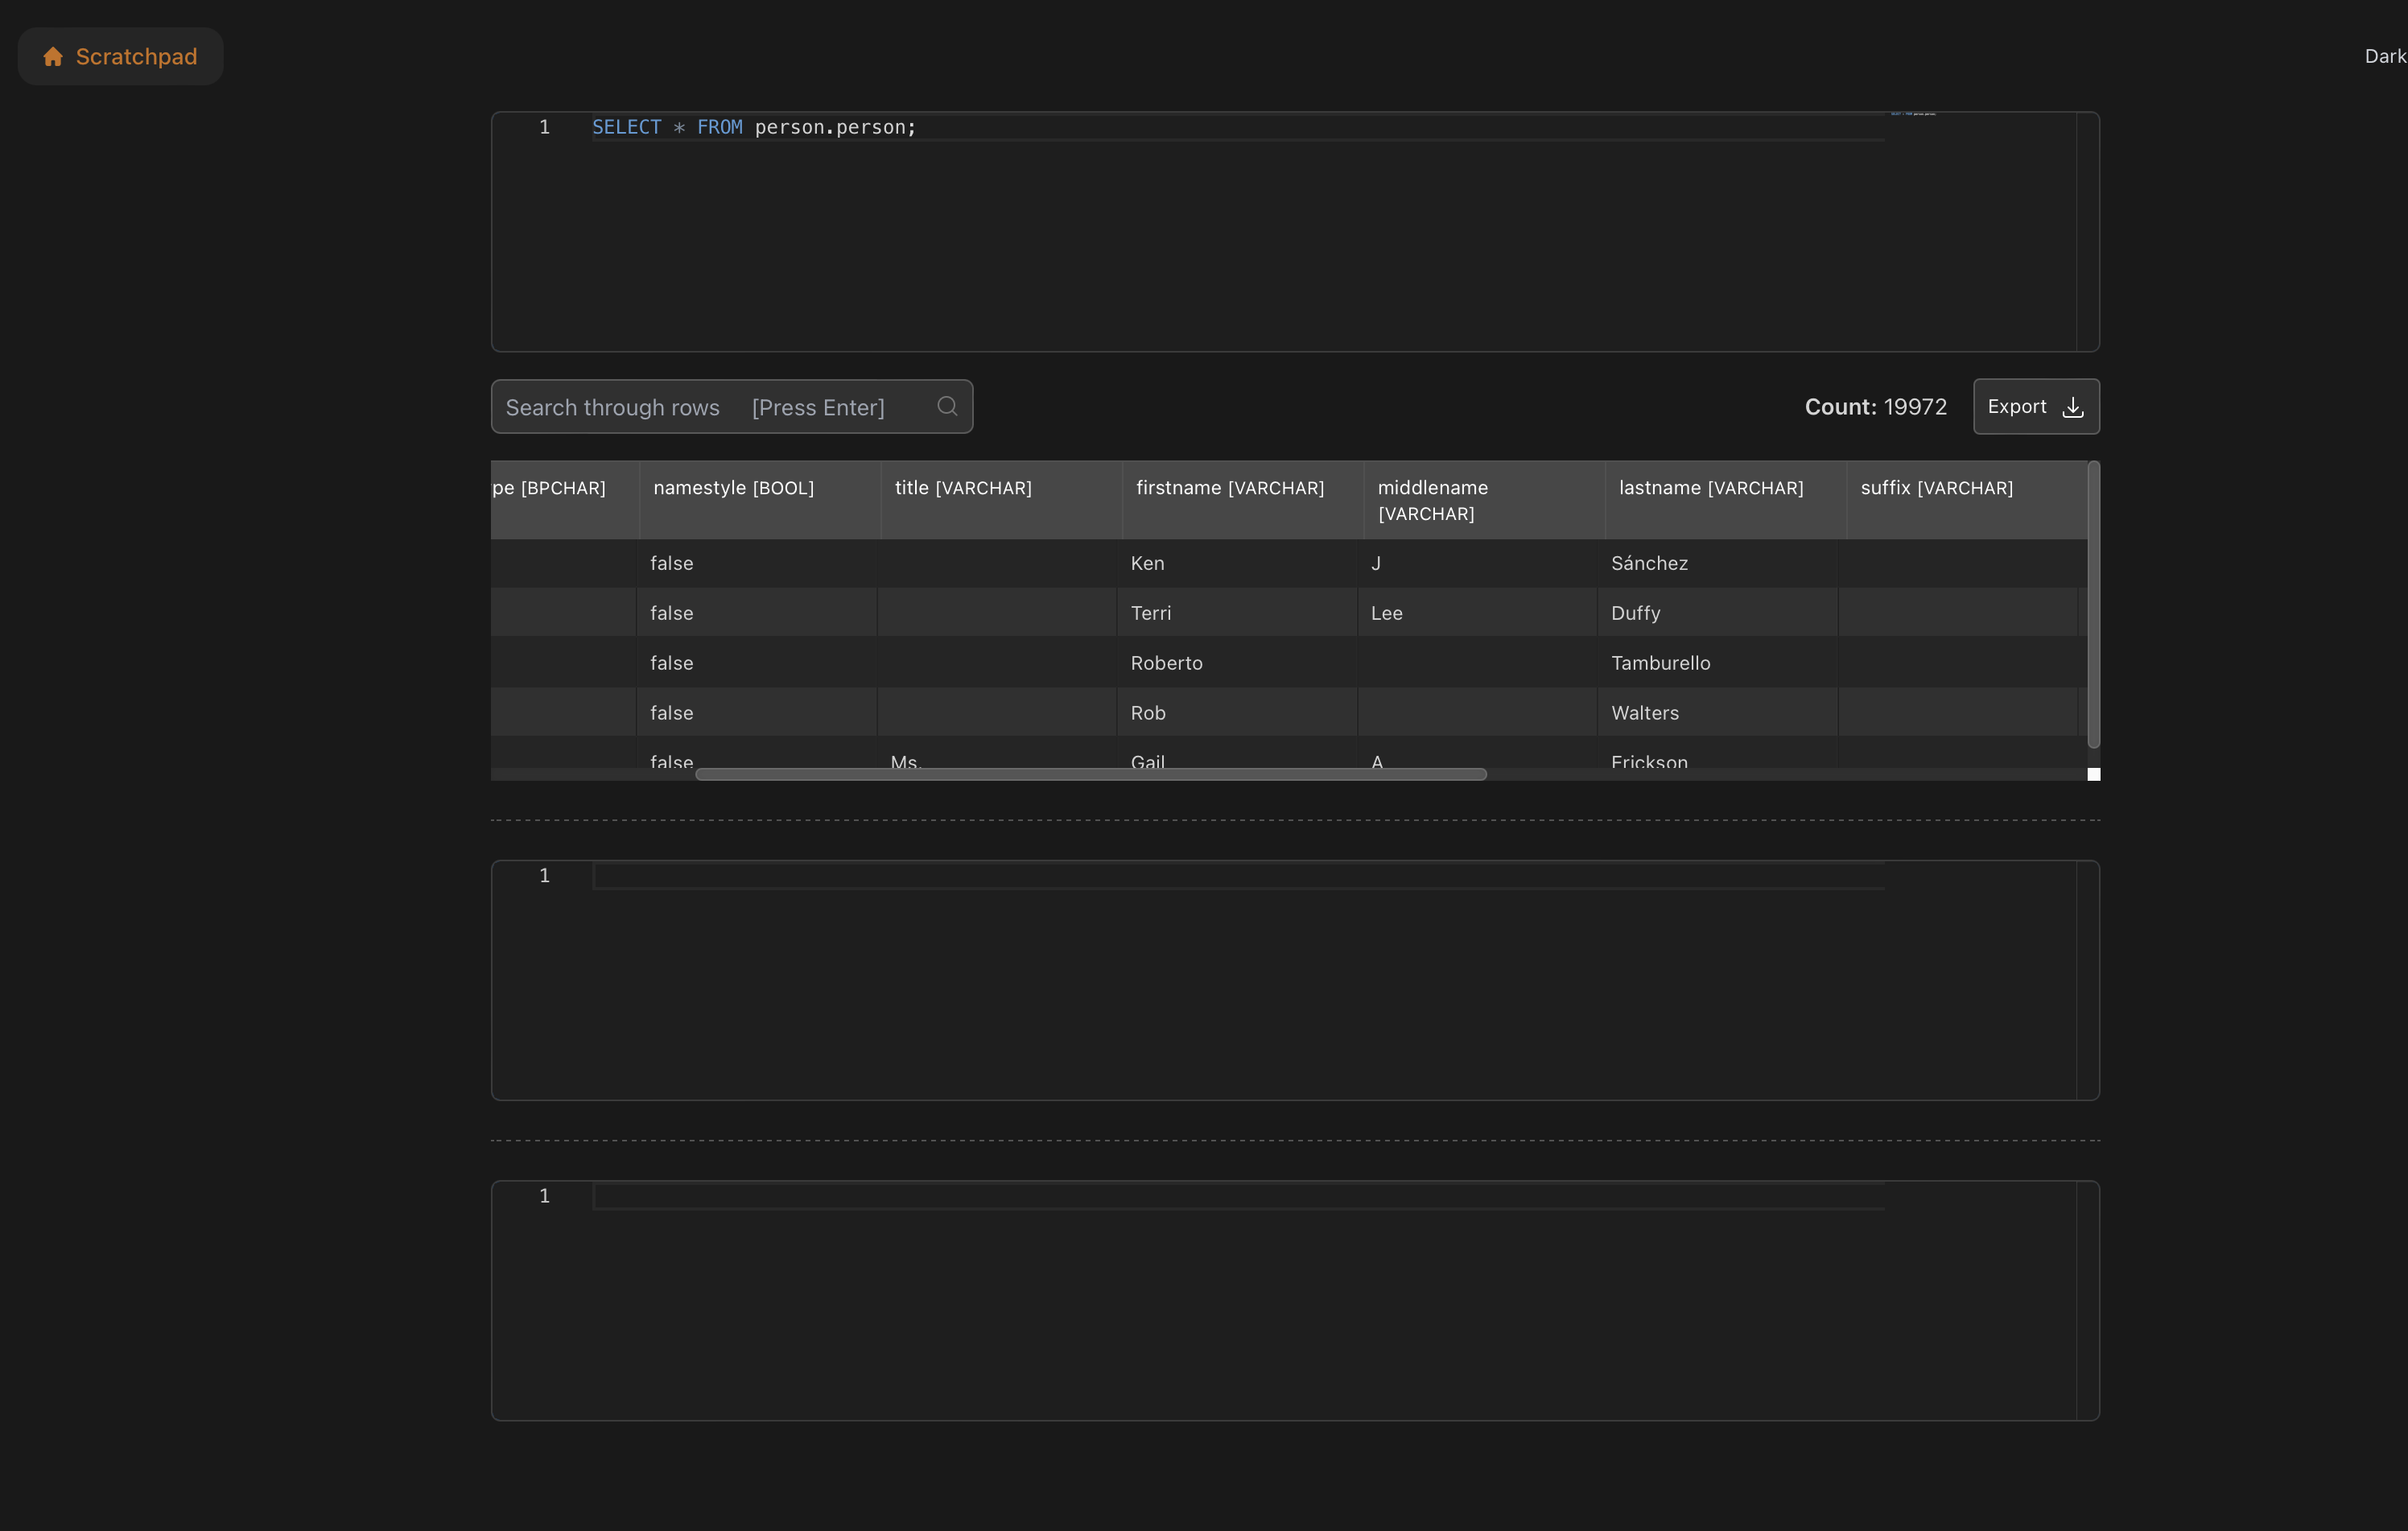 Scratchpad
Dark
1 SELECT * FROM person.person;
Search through rows [Press Enter]
Count: 19972
Export
pe [BPCHAR] namestyle [BOOL] title [VARCHAR] firstname [VARCHAR] middlename [VARCHAR] lastname [VARCHAR] suffix [VARCHAR]
false Ken J Sánchez
false Terri Lee Duffy
false Roberto Tamburello
false Rob Walters
false Ms. Gail A Erickson
1
1